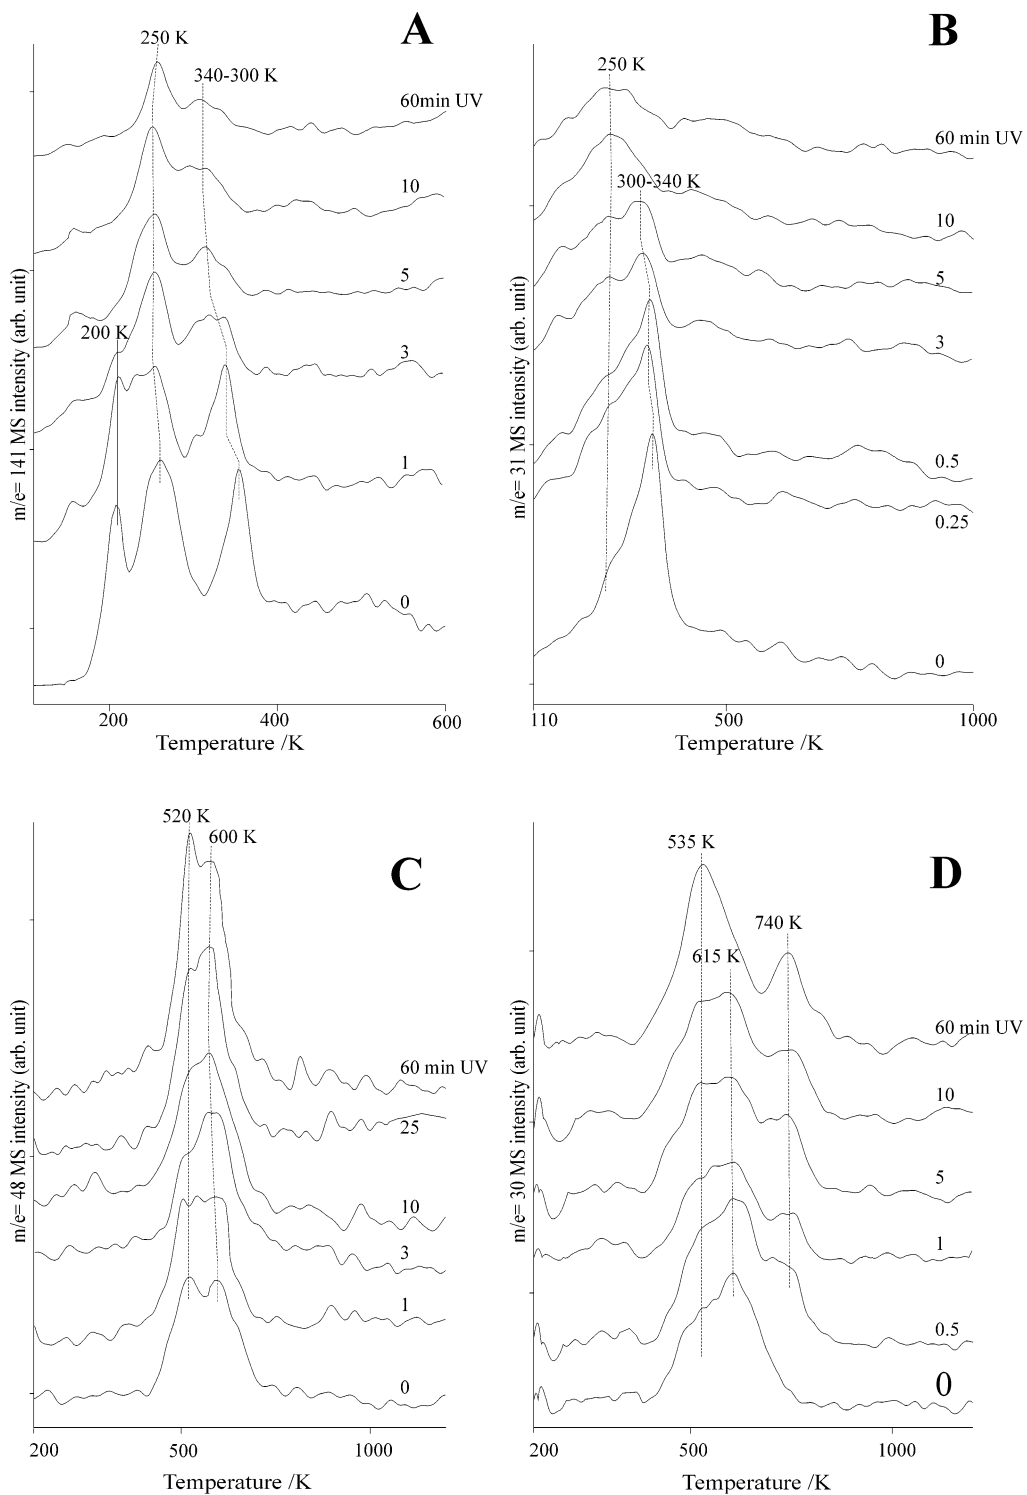 A
250 K
340-300 K
60min UV
10
5
200 K
3
1
0
m/e= 141 MS intensity (arb. unit)
200
400
600
Temperature /K
B
250 K
60 min UV
300-340 K
10
5
3
0.5
0.25
0
m/e= 31 MS intensity (arb. unit)
110
500
1000
Temperature /K
520 K
600 K
C
60 min UV
25
10
3
1
0
m/e= 48 MS intensity (arb. unit)
200
500
1000
Temperature /K
535 K
D
740 K
615 K
60 min UV
10
5
1
0.5
0
m/e= 30 MS intensity (arb. unit)
200
500
1000
Temperature /K